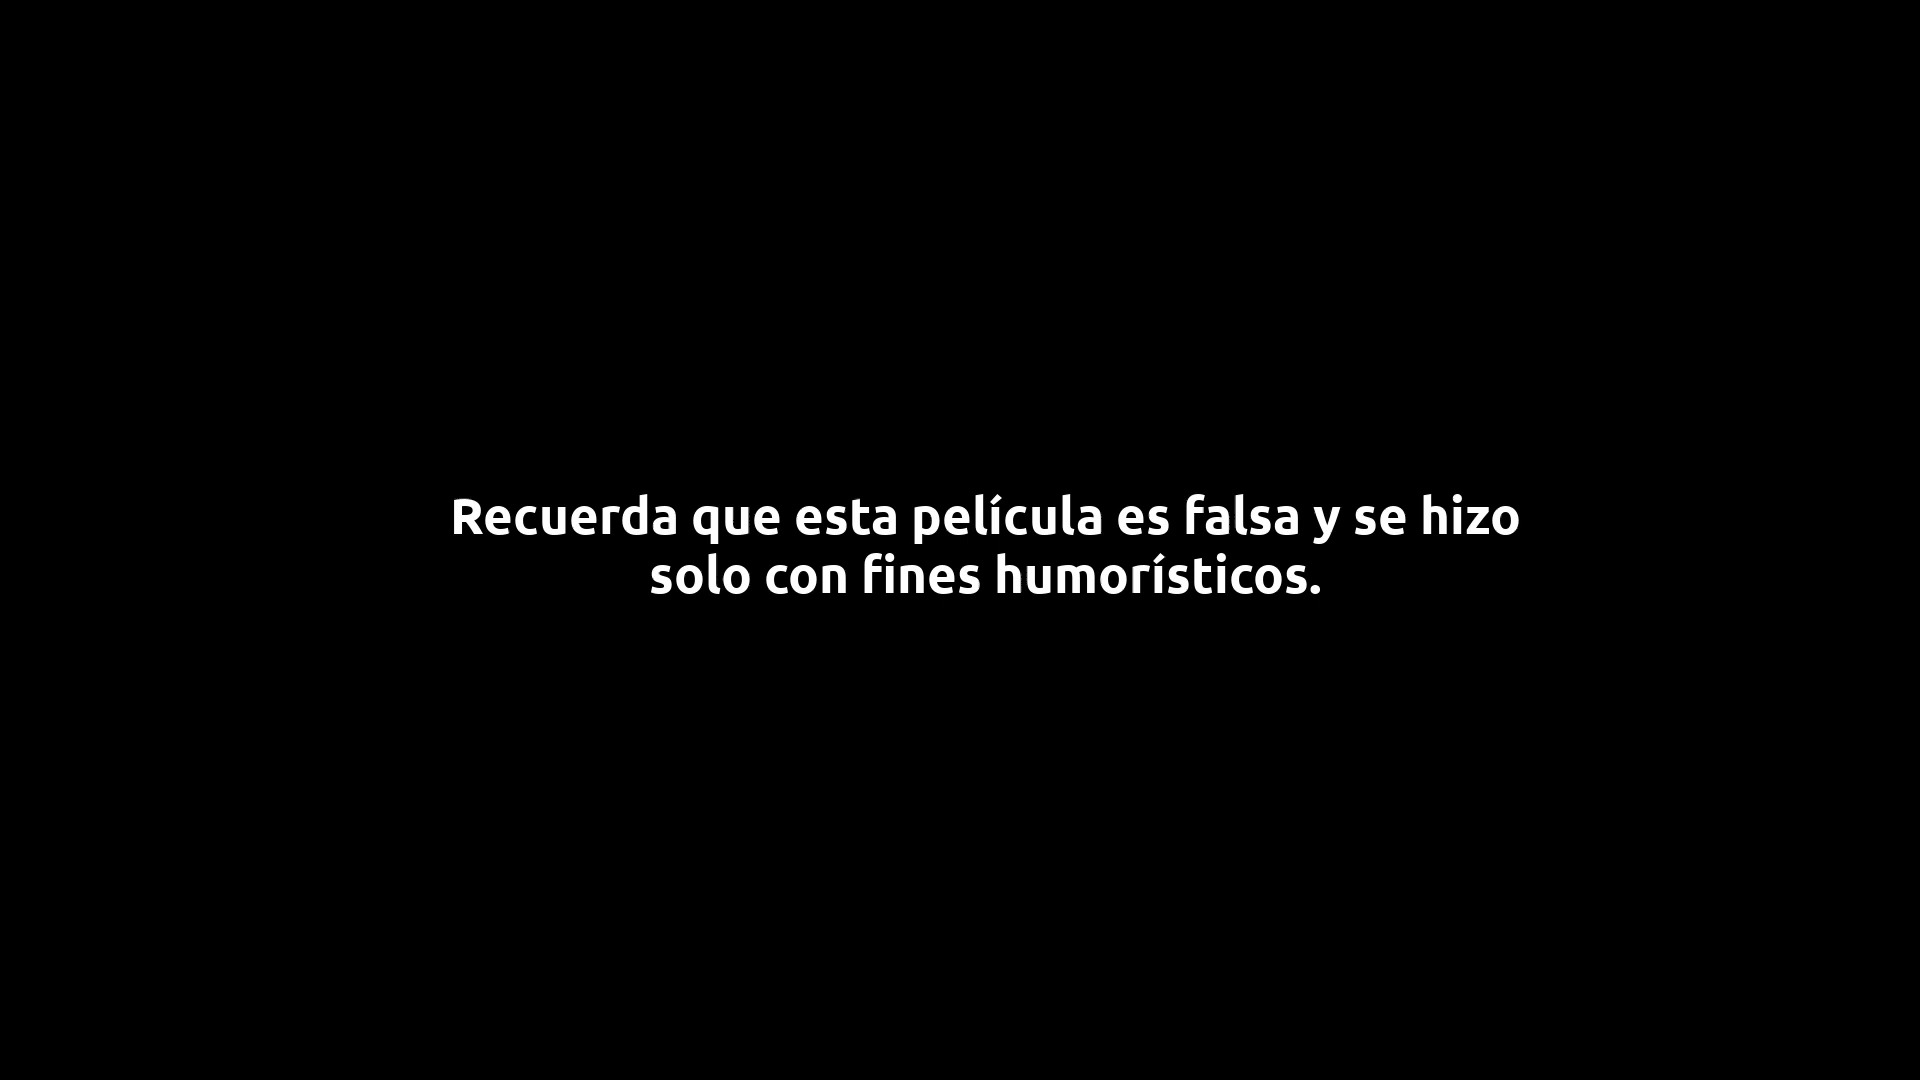 Recuerda que esta película es falsa y se hizo
solo con fines humorísticos.